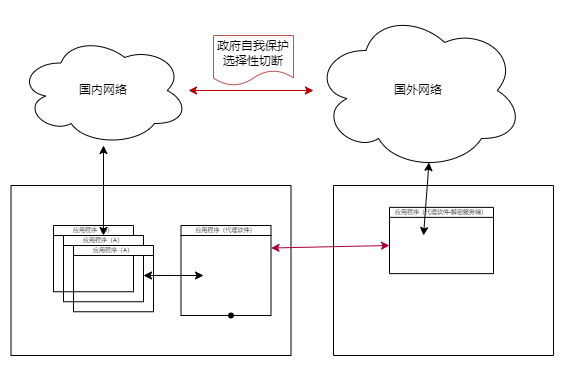 政府自我保护
选择性切断
国内网络
国外网络
应用程序（代理软件-解密服务端）
应用程序
应用程序（代理软件）
应用程序（A）
应用程序（A）